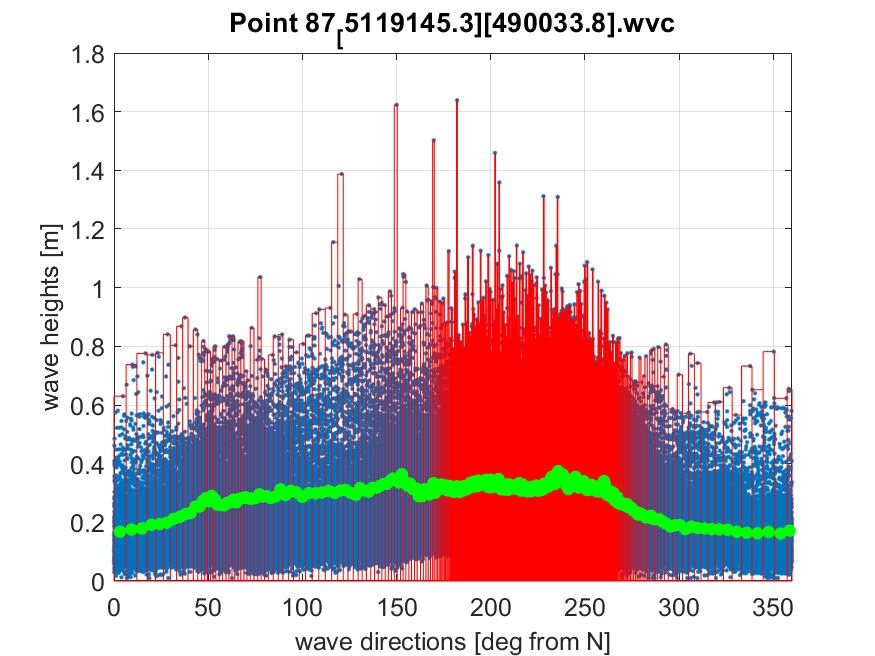 Point 87[5119145.3][490033.8].wvc
1.8
1.6
1.4
1.2
1
0.8
0.6
0.4
0.2
0
wave heights [m]
0 50 100 150 200 250 300 350
wave directions [deg from N]